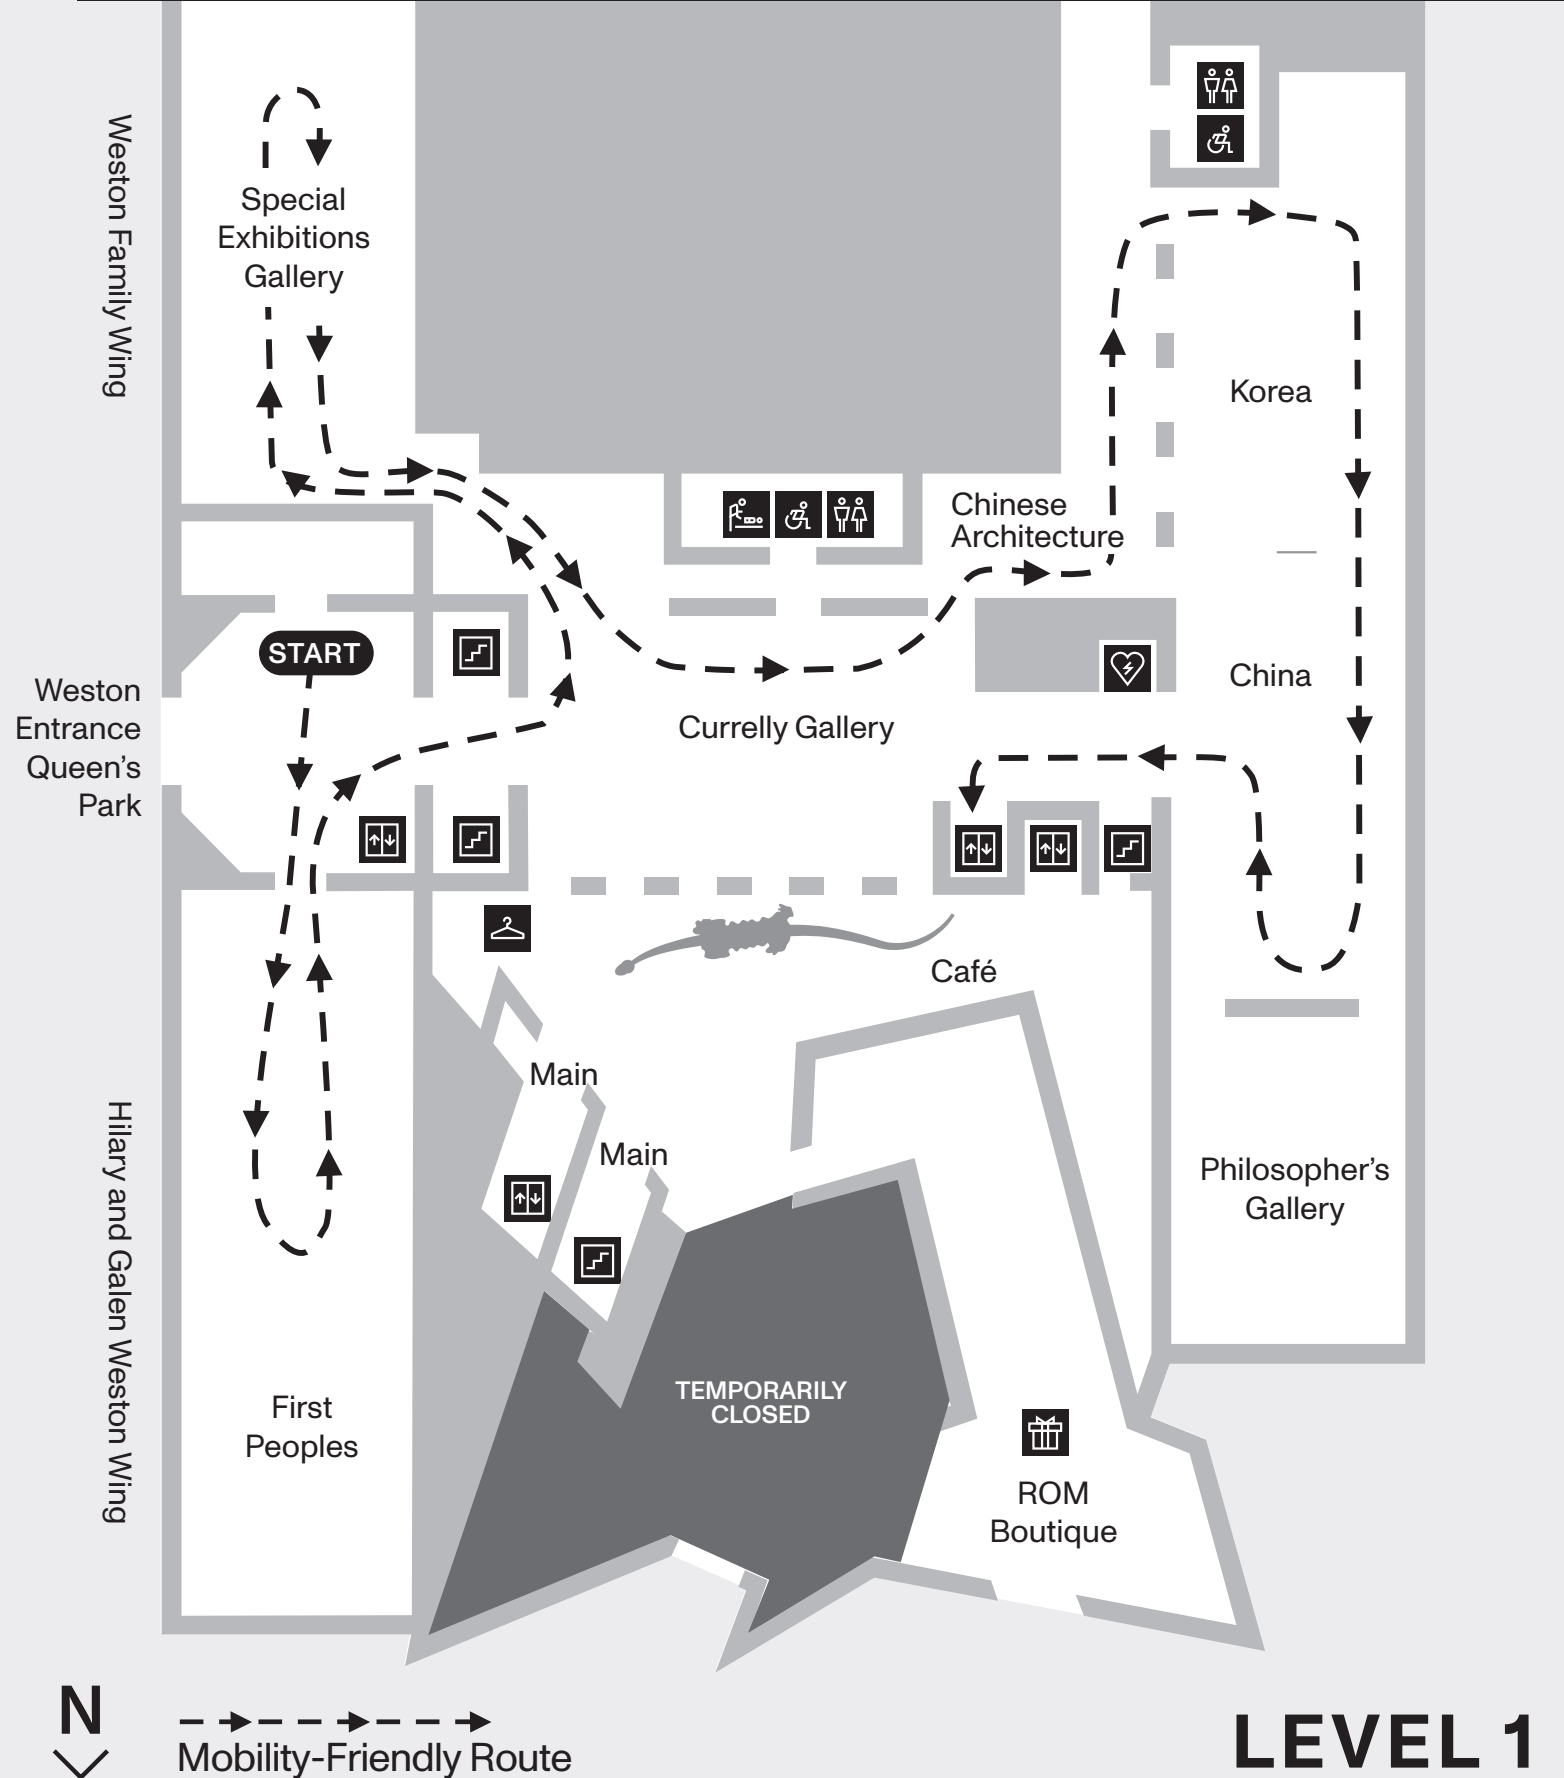 Weston Family Wing
Special
Exhibitions
Gallery
Korea
Chinese
Architecture
START
Weston
Entrance
Queen’s
Park
China
Currelly Gallery
Café
Main
Main
Philosopher’s
Gallery
Hilary and Galen Weston Wing
First
Peoples
TEMPORARILY
CLOSED
ROM
Boutique
N
Mobility-Friendly Route
LEVEL 1